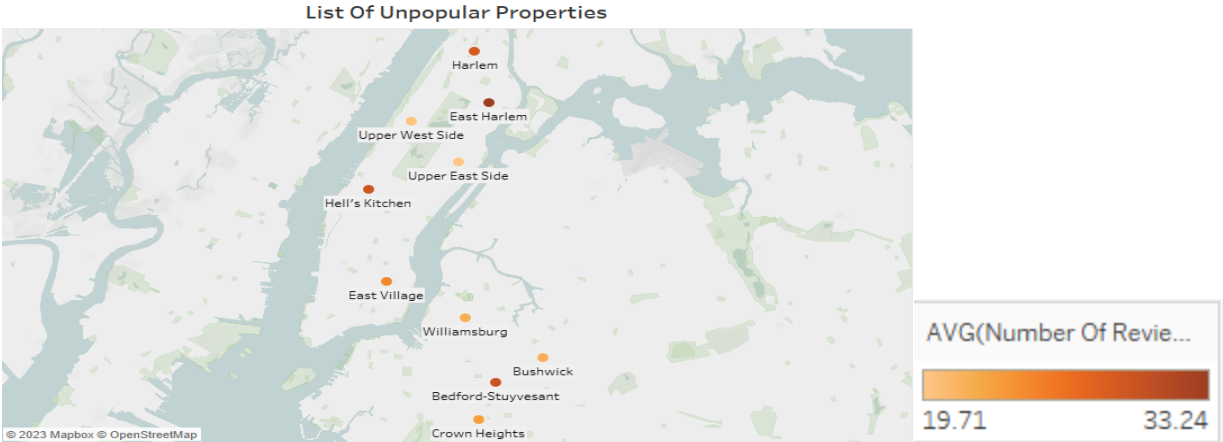 List Of Unpopular Properties
Harlem
East Harlem
Upper West Side
Upper East Side
Hell's Kitchen
East Village
Williamsburg
Bushwick
Bedford-Stuyvesant
Crown Heights
© 2023 Mapbox © OpenStreetMap
AVG(Number Of Revie...
19.71 33.24